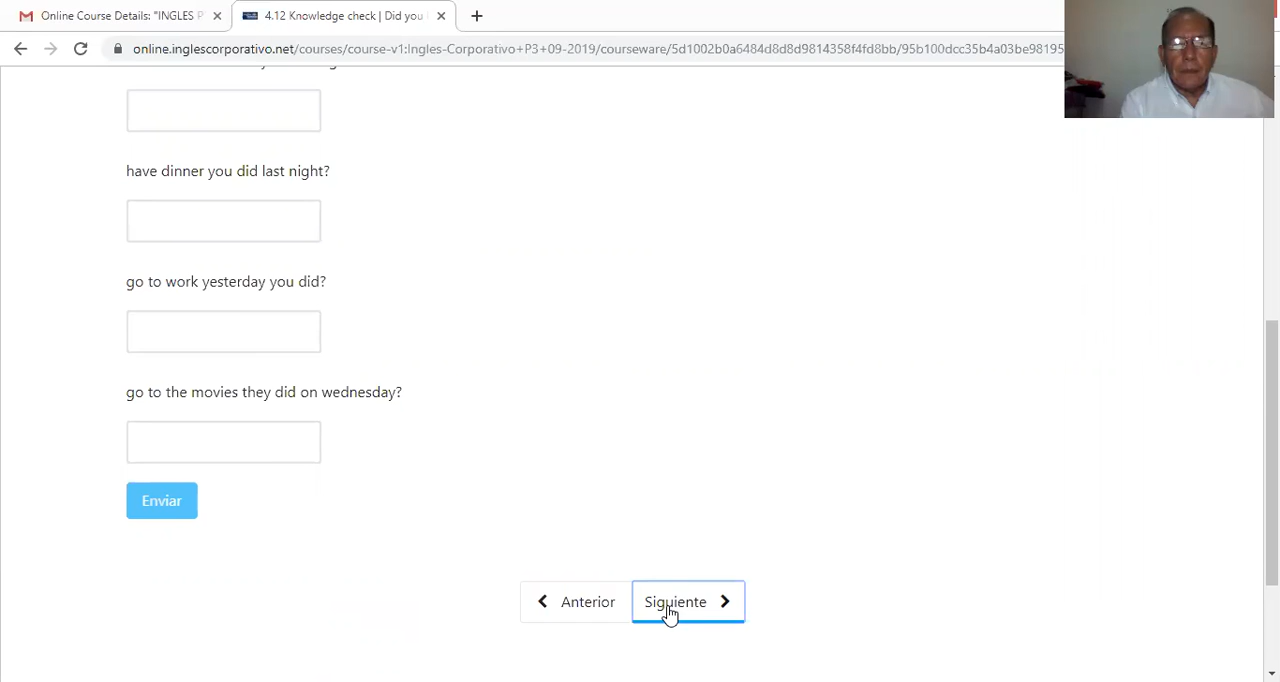 Online Course Details: "INGLES P
4.12 Knowledge check | Did you
online.inglescorporativo.net/courses/course-v1:Ingles-Corporativo+P3+09-2019/courseware/5d1002b0a6484d8d8d9814358f4fd8bb/95b100dcc35b4a03be98195
have dinner you did last night?
go to work yesterday you did?
go to the movies they did on wednesday?
Enviar
Anterior
Siguiente